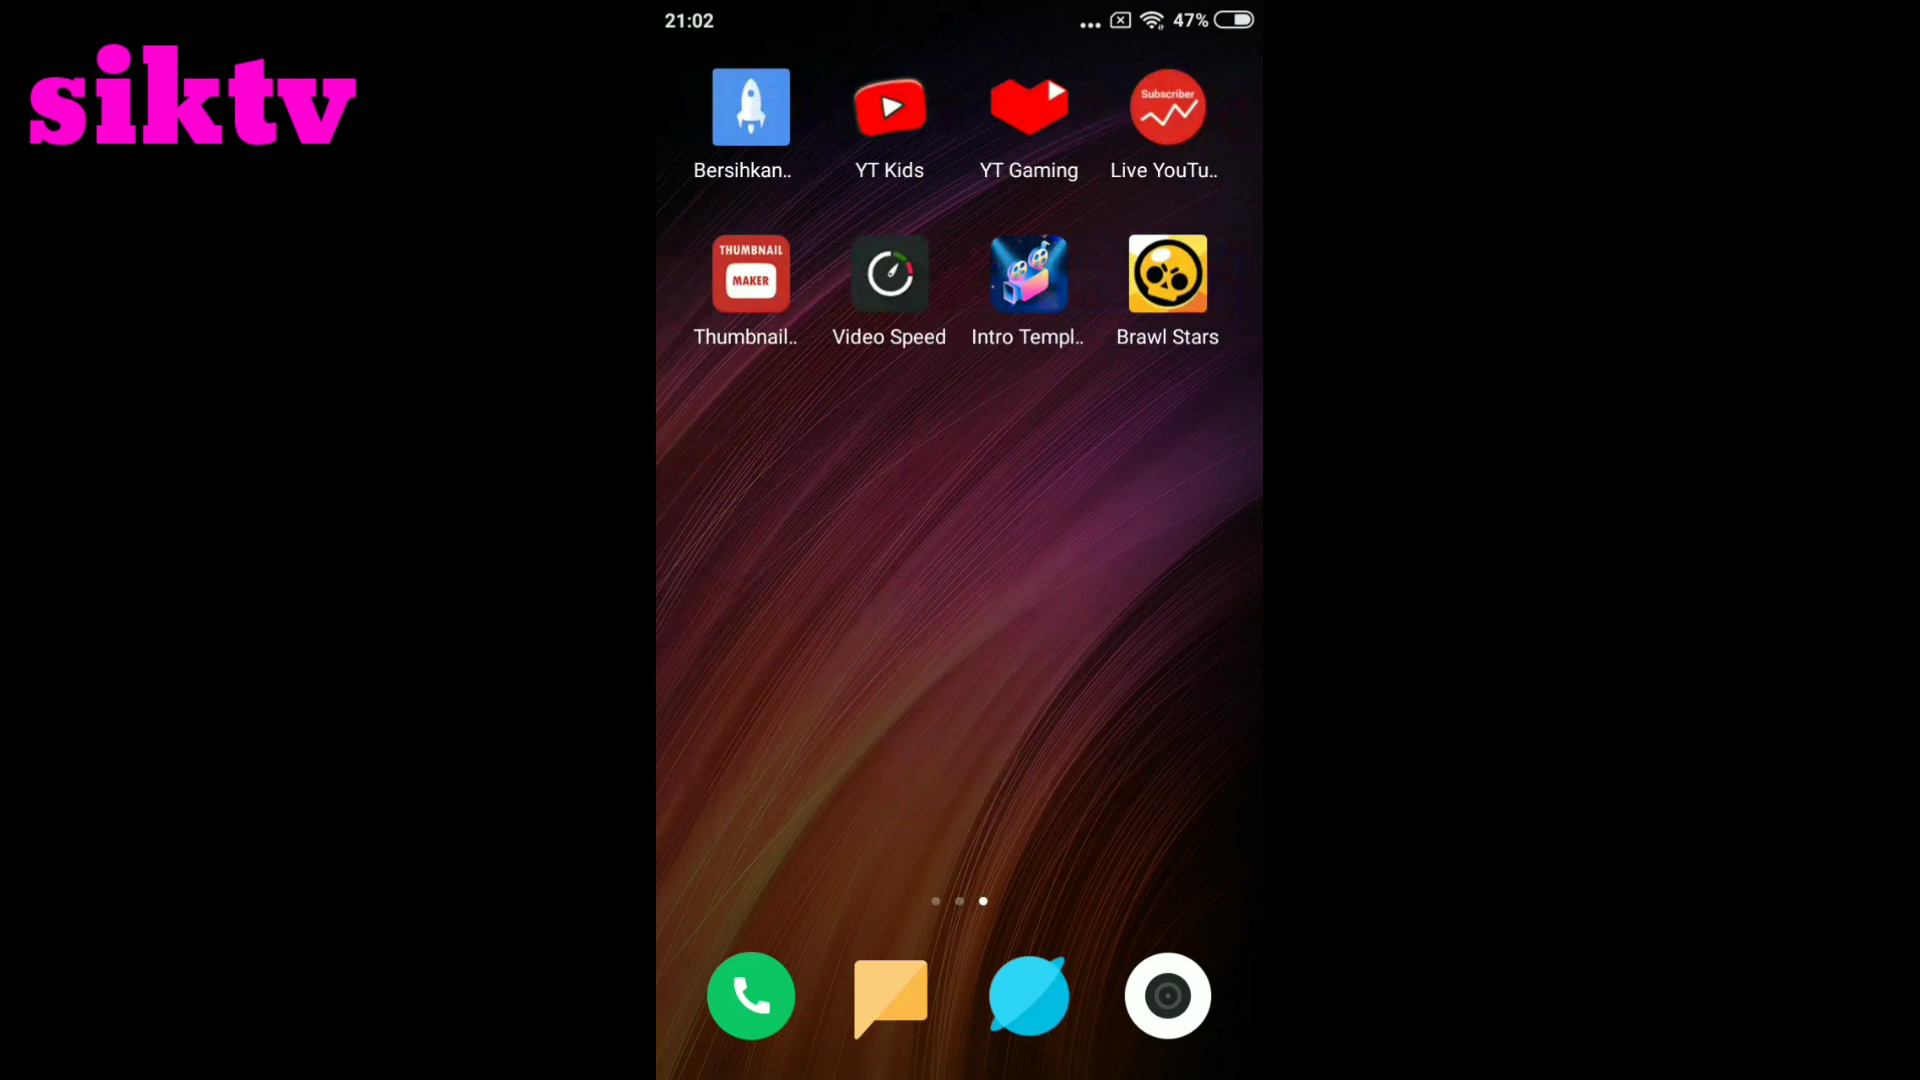 siktv
21:02
47%
Subscriber
Bersihkan..
YT Kids
YT Gaming
Live YouTu..
THUMBNAIL
MAKER
Thumbnail..
Video Speed
Intro Templ..
Brawl Stars